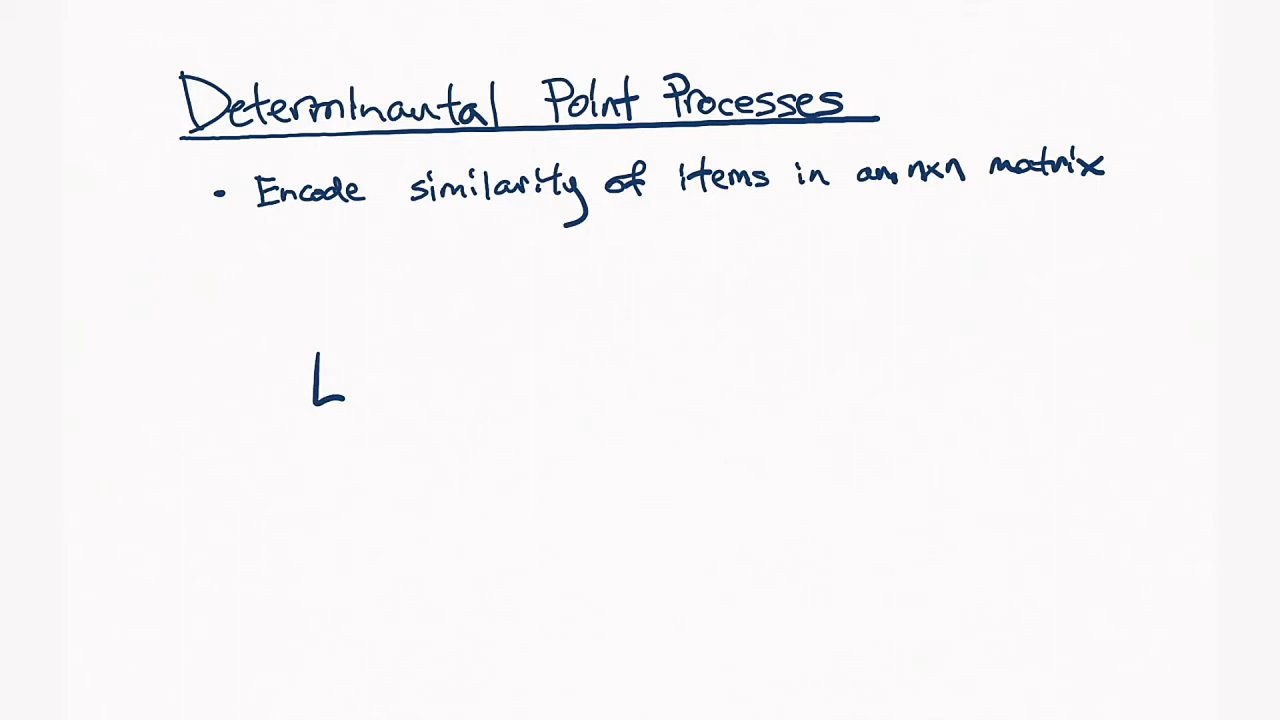 Determinantal Point Processes
• Encode similarity of items in an nxn matrix
L